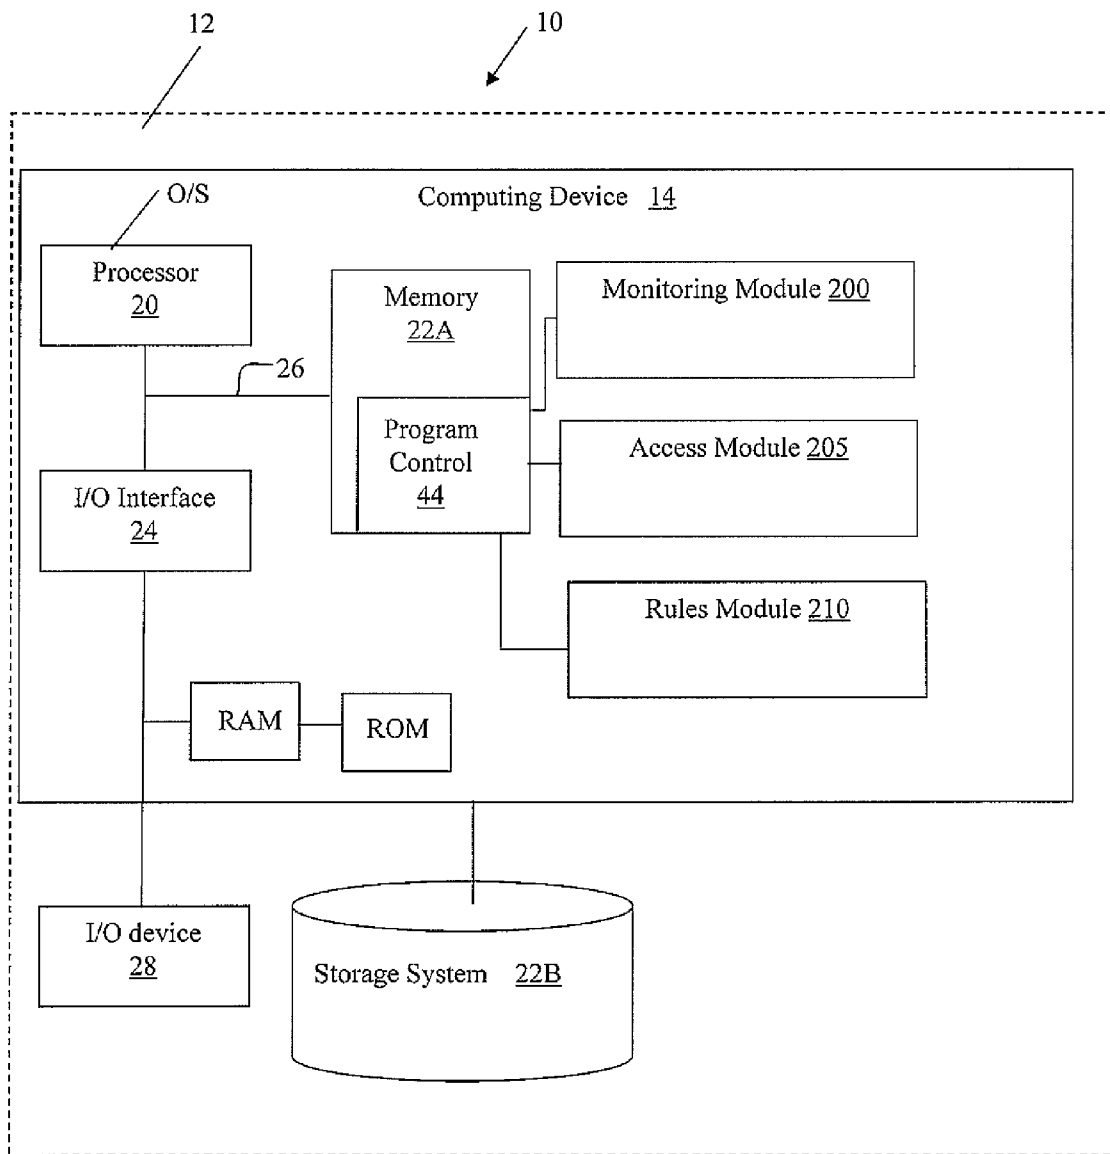 12
10
Computing Device 14
O/S
Processor
20
Memory
22A
Monitoring Module 200
26
Program
Control
44
Access Module 205
I/O Interface
24
Rules Module 210
RAM
ROM
I/O device
28
Storage System 22B